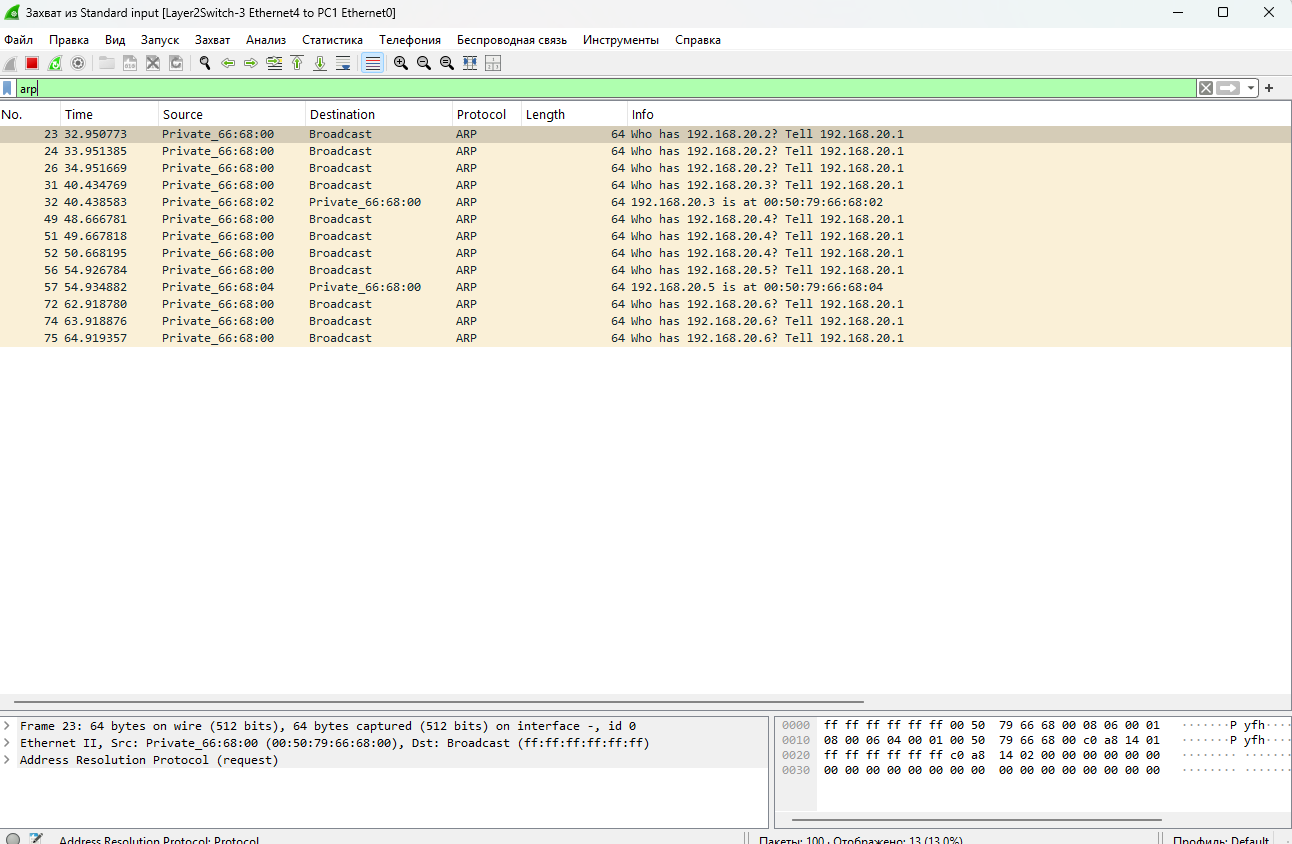 Захват из Standard input [Layer2Switch-3 Ethernet4 to PC1 Ethernet0]
Файл Правка Вид Запуск Захват Анализ Статистика Телефония Беспроводная связь Инструменты Справка
arp
No. Time Source Destination Protocol Length Info
23 32.950773 Private_66:68:00 Broadcast ARP 64 Who has 192.168.20.2? Tell 192.168.20.1
24 33.951385 Private_66:68:00 Broadcast ARP 64 Who has 192.168.20.2? Tell 192.168.20.1
26 34.951669 Private_66:68:00 Broadcast ARP 64 Who has 192.168.20.2? Tell 192.168.20.1
31 40.434769 Private_66:68:00 Broadcast ARP 64 Who has 192.168.20.3? Tell 192.168.20.1
32 40.438583 Private_66:68:02 Private_66:68:00 ARP 64 192.168.20.3 is at 00:50:79:66:68:02
49 48.666781 Private_66:68:00 Broadcast ARP 64 Who has 192.168.20.4? Tell 192.168.20.1
51 49.667818 Private_66:68:00 Broadcast ARP 64 Who has 192.168.20.4? Tell 192.168.20.1
52 50.668195 Private_66:68:00 Broadcast ARP 64 Who has 192.168.20.4? Tell 192.168.20.1
56 54.926784 Private_66:68:00 Broadcast ARP 64 Who has 192.168.20.5? Tell 192.168.20.1
57 54.934882 Private_66:68:04 Private_66:68:00 ARP 64 192.168.20.5 is at 00:50:79:66:68:04
72 62.918780 Private_66:68:00 Broadcast ARP 64 Who has 192.168.20.6? Tell 192.168.20.1
74 63.918876 Private_66:68:00 Broadcast ARP 64 Who has 192.168.20.6? Tell 192.168.20.1
75 64.919357 Private_66:68:00 Broadcast ARP 64 Who has 192.168.20.6? Tell 192.168.20.1
Frame 23: 64 bytes on wire (512 bits), 64 bytes captured (512 bits) on interface -, id 0
Ethernet II, Src: Private_66:68:00 (00:50:79:66:68:00), Dst: Broadcast (ff:ff:ff:ff:ff:ff)
Address Resolution Protocol (request)
0000 ff ff ff ff ff ff 00 50 79 66 68 00 08 06 00 01 ·······P yfh····
0010 08 00 06 04 00 01 00 50 79 66 68 00 c0 a8 14 01 ·······P yfh····
0020 ff ff ff ff ff ff c0 a8 14 02 00 00 00 00 00 00 ········ ·······
0030 00 00 00 00 00 00 00 00 00 00 00 00 00 00 00 00 ········ ·······
Address Resolution Protocol: Protocol
Пакеты: 100 · Отображено: 13 (13.0%)
Профиль: Default